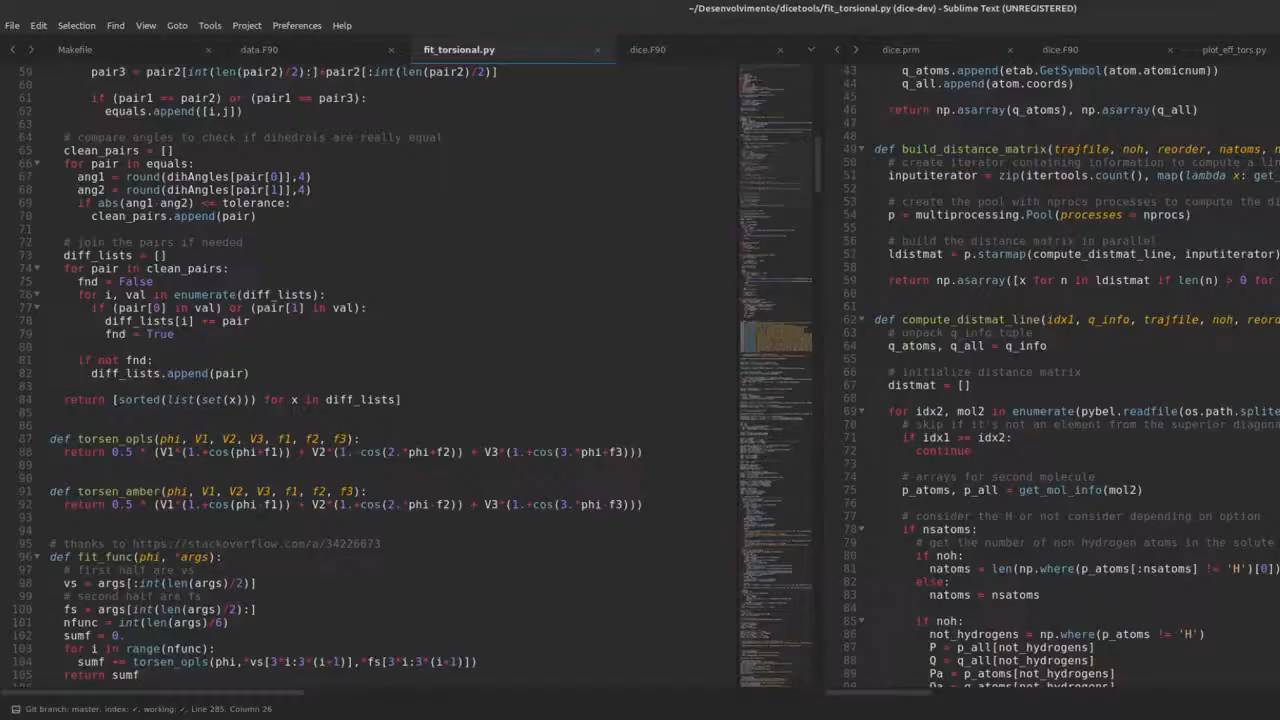 ~/Desenvolvimento/dicetools/fit_torsional.py (dice-dev) - Sublime Text (UNREGISTERED)
File Edit Selection Find View Goto Tools Project Preferences Help
Makefile × data.F90 × fit_torsional.py × dice.F90 ×
59 pair3 = pair2[int(len(pair2)/2):]+pair2[:int(len(pair2)/2)]
60
61 if (pair1 == pair2) or (pair1 == pair3):
62 equals.append([i,j])
63
64 # compare angles to check if dihedrals are really equal
65 clean_pairs = []
66 for pair in equals:
67 ang1 = round(dihAngles[pair[0]],4)
68 ang2 = round(dihAngles[pair[1]],4)
69 if abs(ang1-ang2) <= tolerance:
70 clean_pairs.append(pair)
71
72 # join the pairs if needed
73 diff_lists = []
74 for pair in clean_pairs:
75 fnd = False
76 for i, val in enumerate(diff_lists):
77 if (pair[0] in val) or (pair[1] in val):
78 diff_lists[i] += pair
79 fnd = True
80
81 if not fnd:
82 diff_lists.append(pair)
83
84 return [sorted(list(set(x))) for x in diff_lists]
85
86
87 def torsen_opls(phi, V1, V2, V3, f1, f2, f3):
88 return 0.5 * (V1*(1.+cos(phi+f1)) + V2*(1.-cos(2.*phi+f2)) + V3*(1.+cos(3.*phi+f3)))
89
90
91 def torsen_amber(phi, V1, V2, V3, f1, f2, f3):
92 return 0.5 * (V1*(1.+cos(phi-f1)) + V2*(1.+cos(2.*phi-f2)) + V3*(1.+cos(3.*phi-f3)))
93
94
95 # Thanks to https://stackoverflow.com/a/34226673
96 def fit_func(phi, *args):
97 # first half are vs
98 vs = args[:int(len(args)/2)]
99 # second half are fs
100 fs = args[int(len(args)/2):]
101 nfunc = int(len(args)/6)
102 sumf = 0.
103 for i in range(nfunc):
104 sumf += torsen_opls(phi,*vs[3*i:3*(i+1)],*fs[3*i:3*(i+1)])
105 return sumf
dice.prm × dice.F90 × plot_eff_tors.py
43 q_atoms.append(etab.GetSymbol(atom.atomicnum))
44 q_all.append(atom.coords)
45
46 return np.asarray(q_atoms), np.asarray(q_all)
47
48
49 def build_distance_matrix(trajfile, noh, reorder, natoms,
50 # create iterator containing information to compute a
51 inputiterator = zip(itertools.count(), map(lambda x: get_
52
53 # create the pool with nprocs processes to compute the
54 p = multiprocessing.Pool(processes = nprocs)
55
56 # build the distance matrix in parallel
57 ldistmat = p.starmap(compute_distmat_line, inputiterator)
58
59 return np.asarray([x for n in ldistmat if len(n) > 0 for
60
61
62 def compute_distmat_line(idx1, q_info, trajfile, noh,
63 # unpack q_info tuple
64 q_atoms, q_all = q_info
65
66 # initialize distance matrix
67 distmat = []
68
69 for idx2, mol2 in enumerate(pybel.readfile(os.path.splite
70 # skip if it's not an element from the superior
71 if idx1 >= idx2:
72 continue
73
74 # arrays for second molecule
75 p_atoms, p_all = get_mol_info(mol2)
76
77 # consider the H or not consider depending on option
78 if nsatoms:
79 # get the number of non hydrogen atoms in the solute
80 if noh:
81 natoms = len(np.where(p_atoms[:nsatoms] != 'H')[0])
82 else:
83 natoms = nsatoms
84
85 if noh:
86 not_hydrogens = np.where(p_atoms != 'H')
87 P = p_all[not_hydrogens]
88 Q = q_all[not_hydrogens]
89 Pa = p_atoms[not_hydrogens]
Git branch: master, index: ✓, working: ✓, Line 285, Column 26